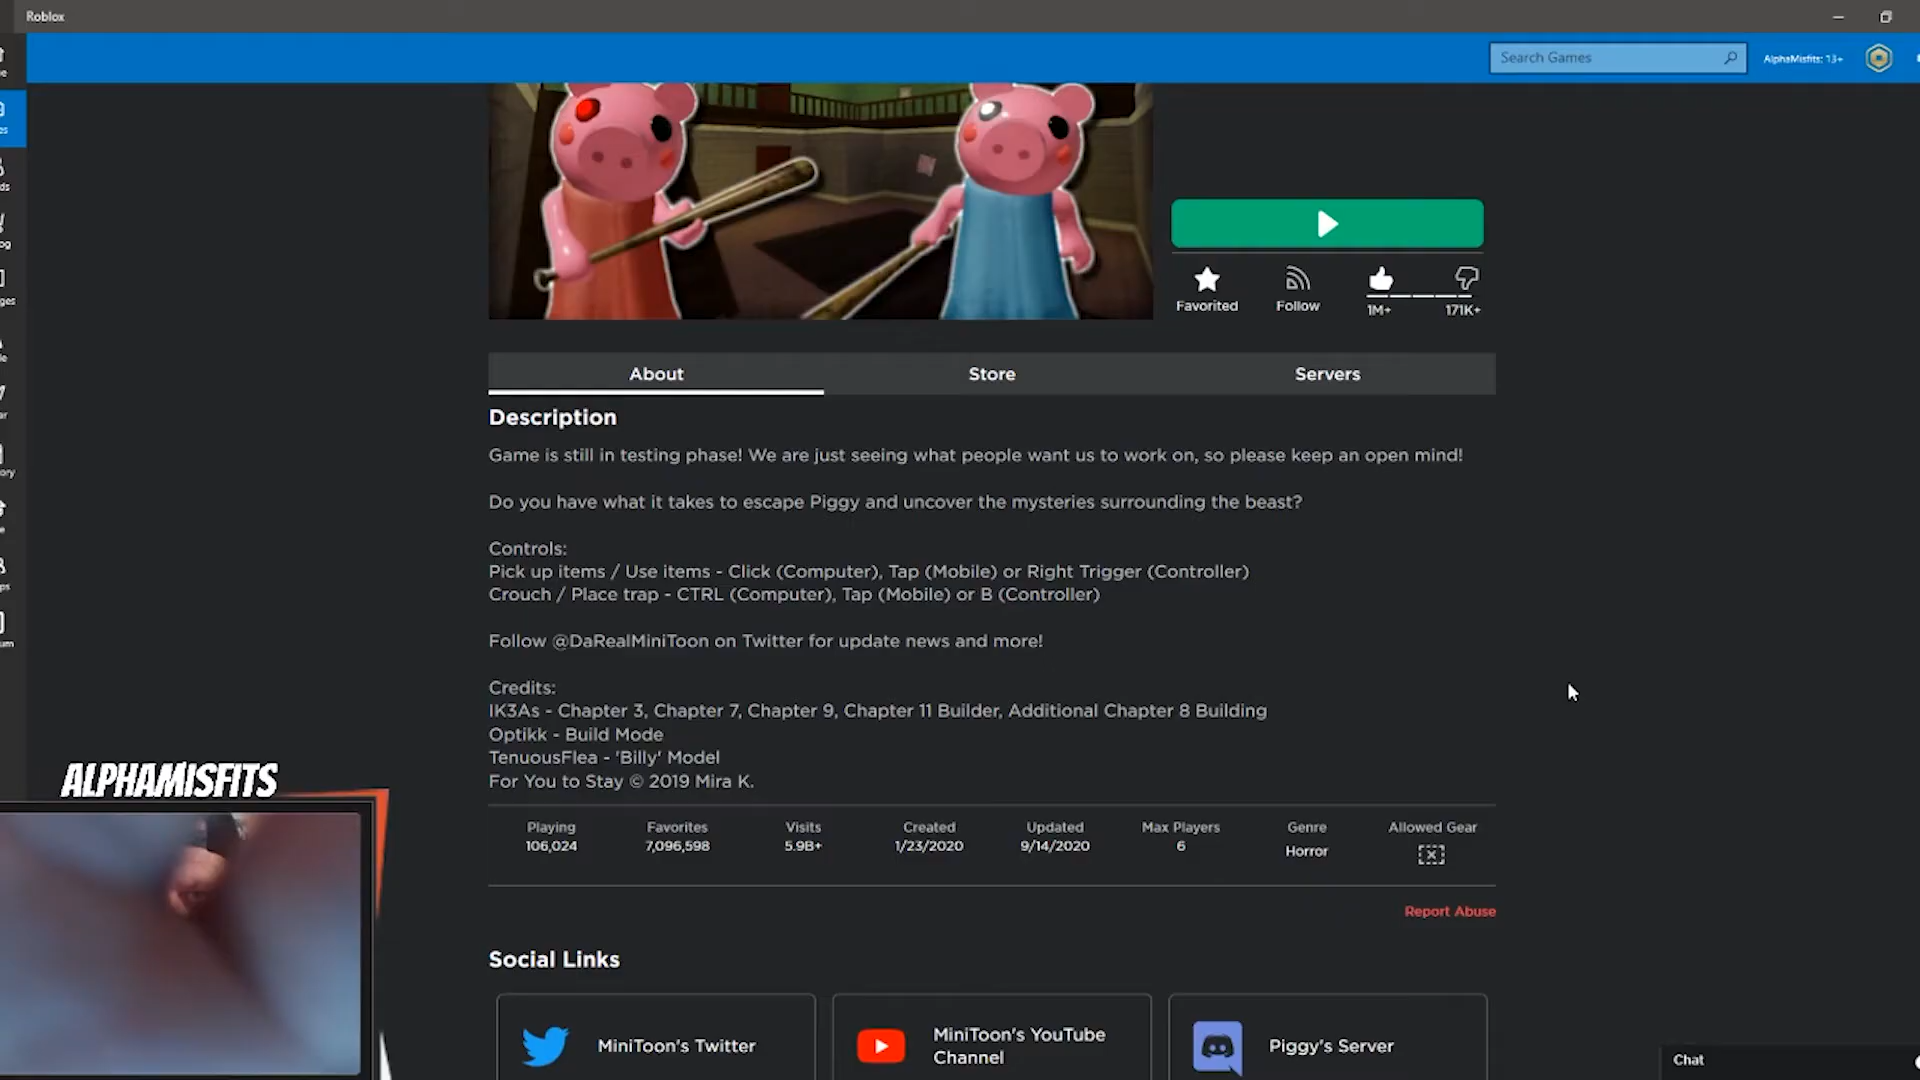 Roblox
Search Games
AlphaMisfits: 13+
Favorited
Follow
1M+
171K+
About
Store
Servers
Description
Game is still in testing phase! We are just seeing what people want us to work on, so please keep an open mind!
Do you have what it takes to escape Piggy and uncover the mysteries surrounding the beast?
Controls:
Pick up items / Use items - Click (Computer), Tap (Mobile) or Right Trigger (Controller)
Crouch / Place trap - CTRL (Computer), Tap (Mobile) or B (Controller)
Follow @DaRealMiniToon on Twitter for update news and more!
Credits:
IK3As - Chapter 3, Chapter 7, Chapter 9, Chapter 11 Builder, Additional Chapter 8 Building
Optikk - Build Mode
TenuousFlea - 'Billy' Model
For You to Stay © 2019 Mira K.
ALPHAMISFITS
Playing
Favorites
Visits
Created
Updated
Max Players
Genre
Allowed Gear
106,024
7,096,598
5.9B+
1/23/2020
9/14/2020
6
Horror
Report Abuse
Social Links
MiniToon's Twitter
MiniToon's YouTube
Channel
Piggy's Server
Chat